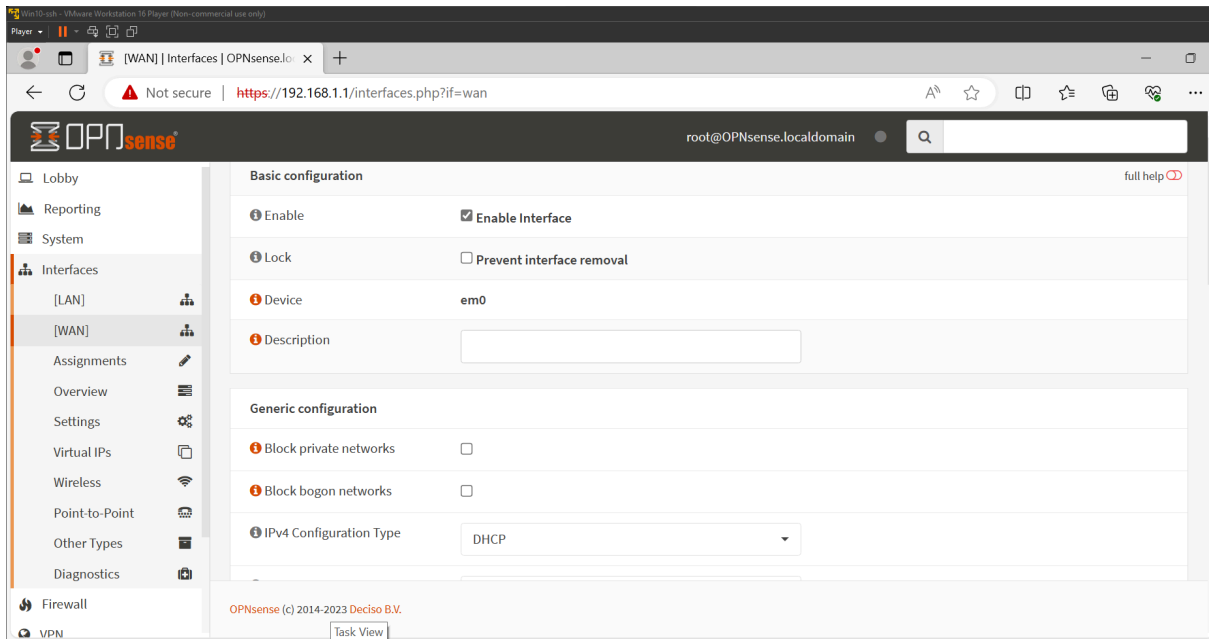 Win10-ssh - VMware Workstation 16 Player (Non-commercial use only)
Player
[WAN] | Interfaces | OPNsense.lo
Not secure https://192.168.1.1/interfaces.php?if=wan
OPNsense root@OPNsense.localdomain
Lobby
Reporting
System
Interfaces
[LAN]
[WAN]
Assignments
Overview
Settings
Virtual IPs
Wireless
Point-to-Point
Other Types
Diagnostics
Firewall
VPN
Basic configuration full help
Enable Enable Interface
Lock Prevent interface removal
Device em0
Description
Generic configuration
Block private networks
Block bogon networks
IPv4 Configuration Type DHCP
OPNsense (c) 2014-2023 Deciso B.V.
Task View